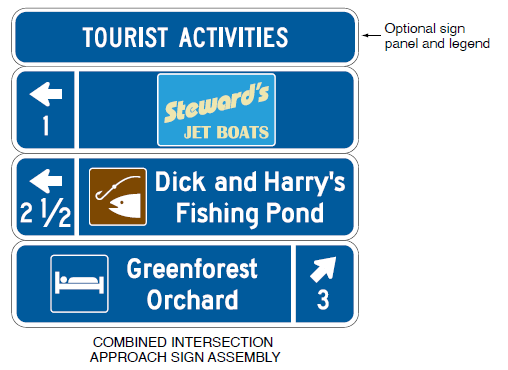 TOURIST ACTIVITIES
Optional sign
panel and legend
1
Steward's
JET BOATS
2 1/2
Dick and Harry's
Fishing Pond
Greenforest
Orchard
3
COMBINED INTERSECTION
APPROACH SIGN ASSEMBLY